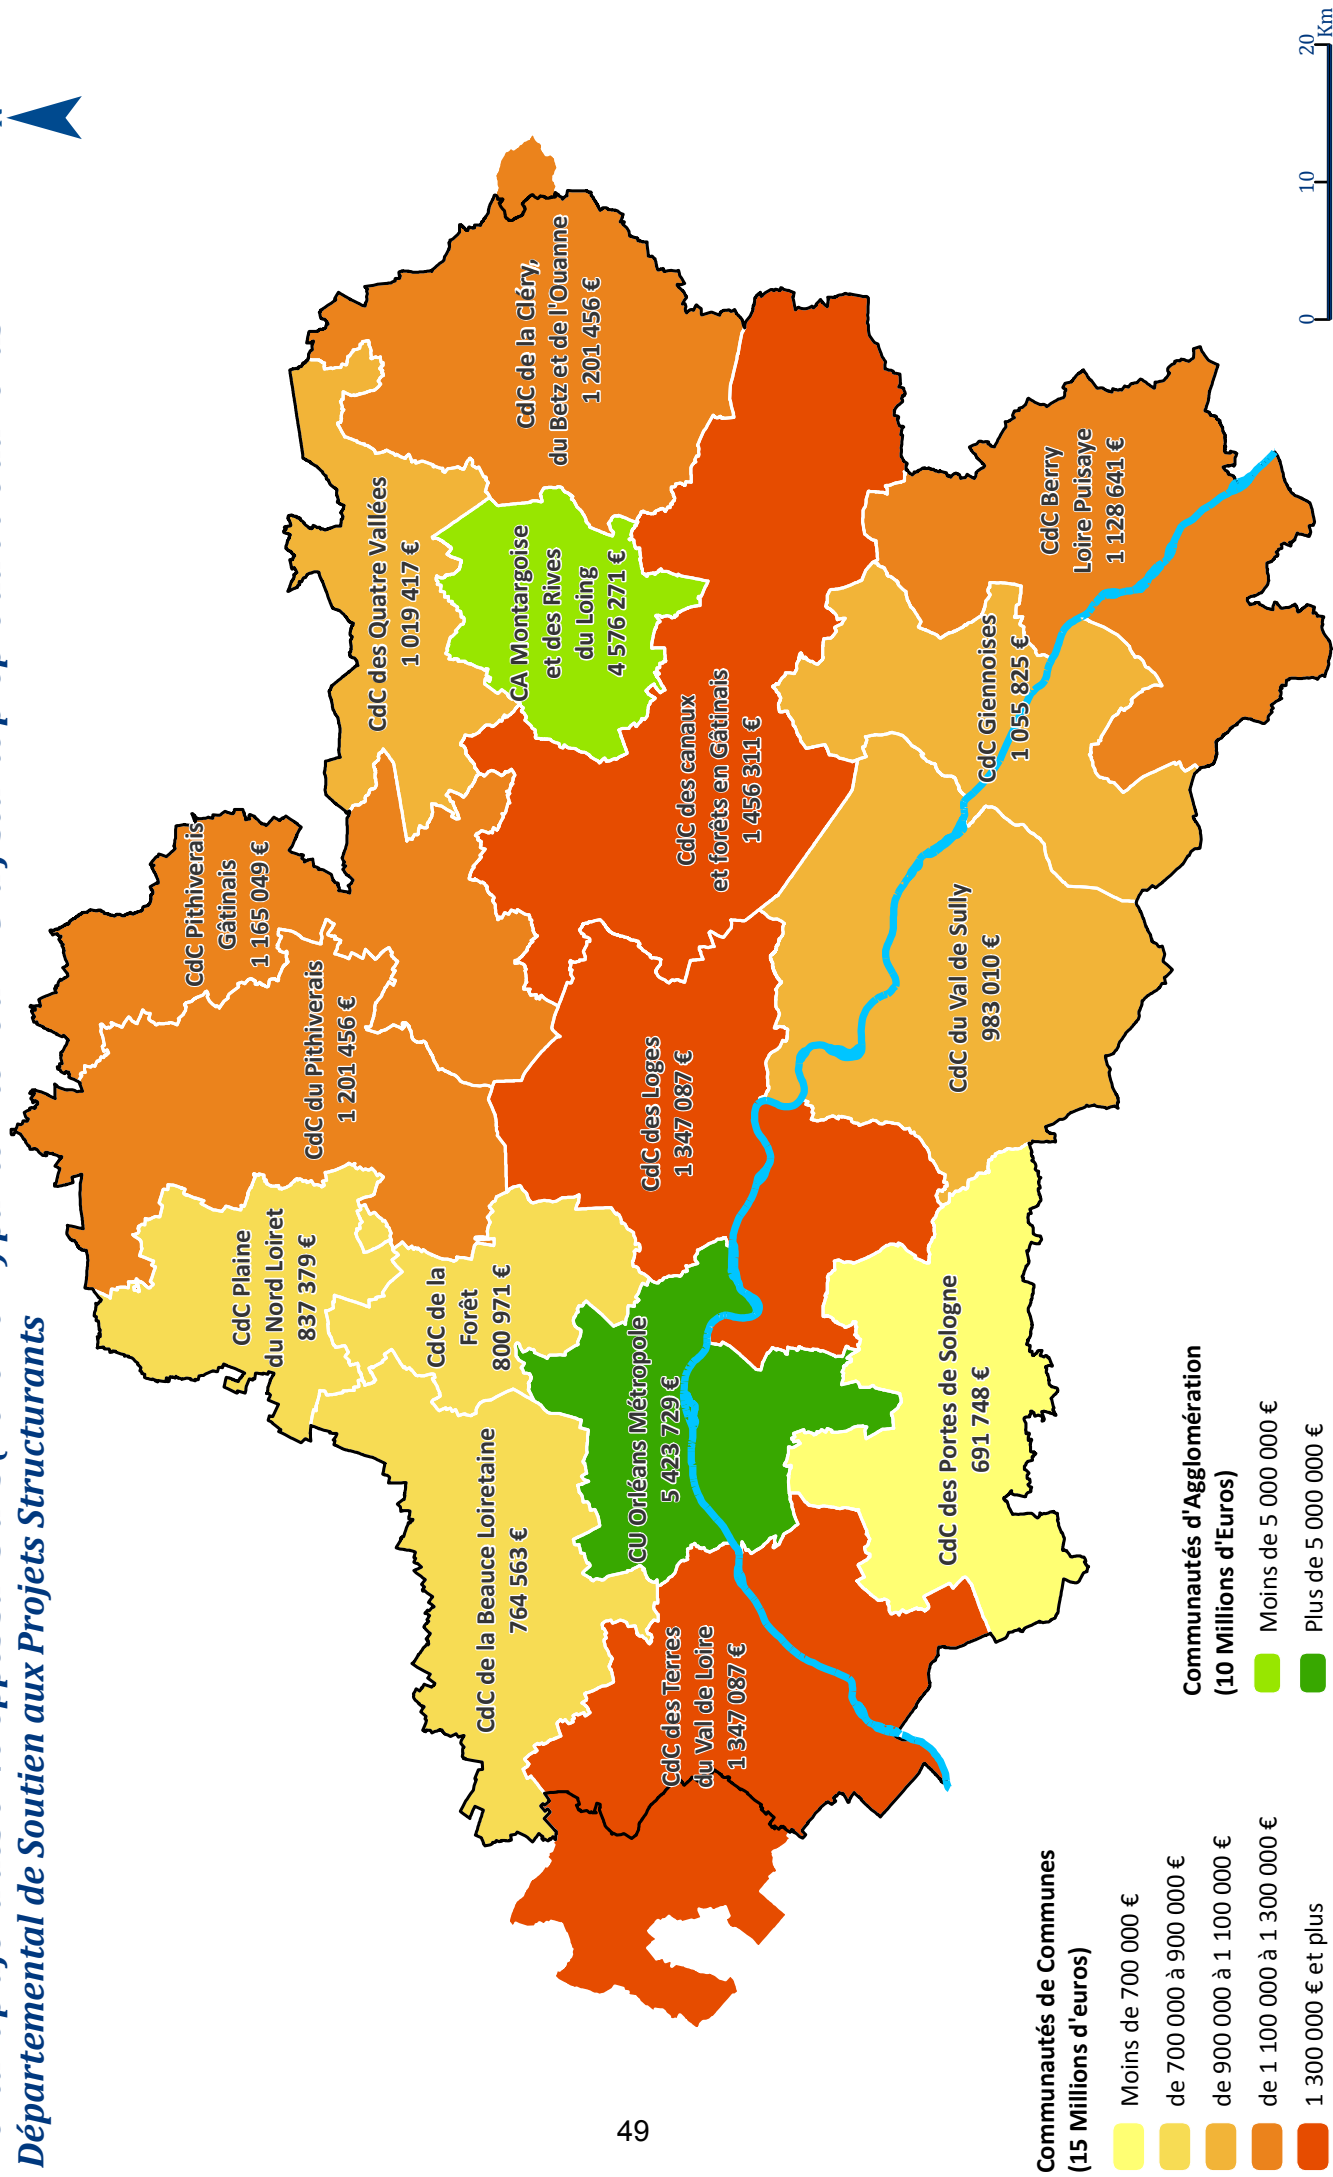 Départemental de Soutien aux Projets Structurants
CdC Pithiverais
Gâtinais
1 165 049 €
CdC du Pithiverais
1 201 456 €
CdC Plaine
du Nord Loiret
837 379 €
CdC des Quatre Vallées
1 019 417 €
CdC de la
Forêt
800 971 €
CdC de la Beauce Loiretaine
764 563 €
CA Montargoise
et des Rives
du Loing
4 576 271 €
CdC de la Cléry,
du Betz et de l'Ouanne
1 201 456 €
CU Orléans Métropole
5 423 729 €
CdC des Loges
1 347 087 €
CdC des canaux
et forêts en Gâtinais
1 456 311 €
CdC des Terres
du Val de Loire
1 347 087 €
CdC des Portes de Sologne
691 748 €
CdC du Val de Sully
983 010 €
CdC Giennoises
1 055 825 €
CdC Berry
Loire Puisaye
1 128 641 €
Communautés de Communes
(15 Millions d'euros)
Moins de 700 000 €
de 700 000 à 900 000 €
de 900 000 à 1 100 000 €
de 1 100 000 à 1 300 000 €
1 300 000 € et plus
Communautés d'Agglomération
(10 Millions d'Euros)
Moins de 5 000 000 €
Plus de 5 000 000 €
0 10 20
Km
49